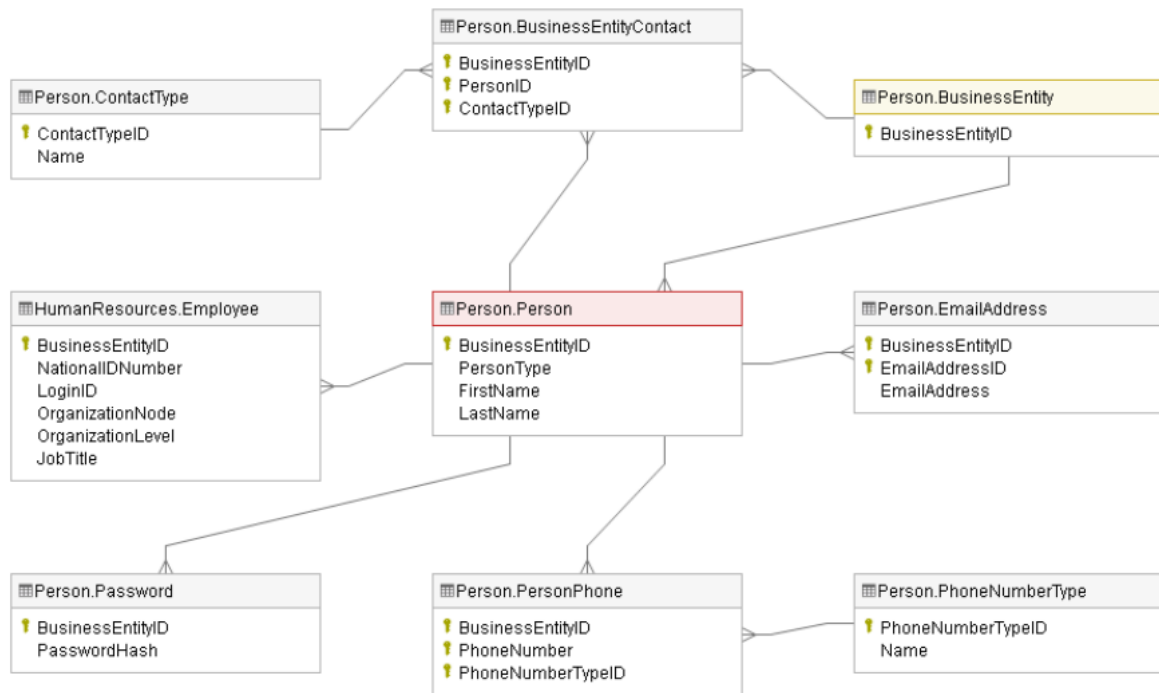 Person.BusinessEntityContact
BusinessEntityID
PersonID
ContactTypeID
Person.ContactType
ContactTypeID
Name
Person.BusinessEntity
BusinessEntityID
HumanResources.Employee
BusinessEntityID
NationalIDNumber
LoginID
OrganizationNode
OrganizationLevel
JobTitle
Person.Person
BusinessEntityID
PersonType
FirstName
LastName
Person.EmailAddress
BusinessEntityID
EmailAddressID
EmailAddress
Person.Password
BusinessEntityID
PasswordHash
Person.PersonPhone
BusinessEntityID
PhoneNumber
PhoneNumberTypeID
Person.PhoneNumberType
PhoneNumberTypeID
Name